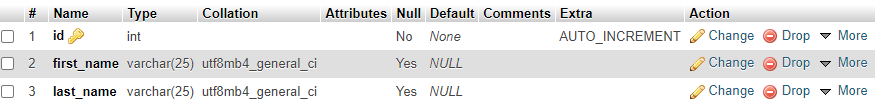 # Name Type Collation Attributes Null Default Comments Extra Action
1 id int No None AUTO_INCREMENT Change Drop More
2 first_name varchar(25) utf8mb4_general_ci Yes NULL Change Drop More
3 last_name varchar(25) utf8mb4_general_ci Yes NULL Change Drop More